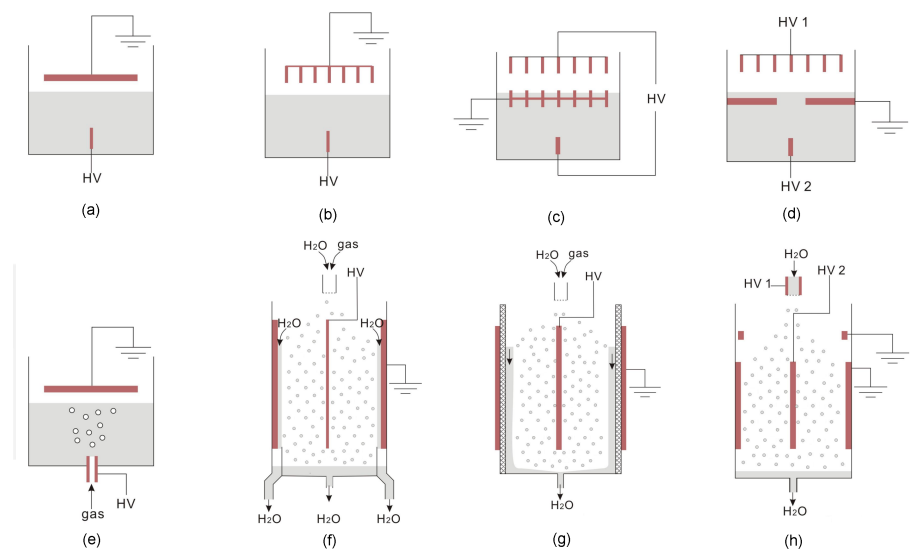 HV
(a)
HV
(b)
HV
(c)
HV 1
HV 2
(d)
gas
HV
(e)
H2O gas
HV
H2O H2O
H2O H2O H2O
(f)
H2O gas
HV
H2O
(g)
H2O
HV 1
HV 2
H2O
(h)